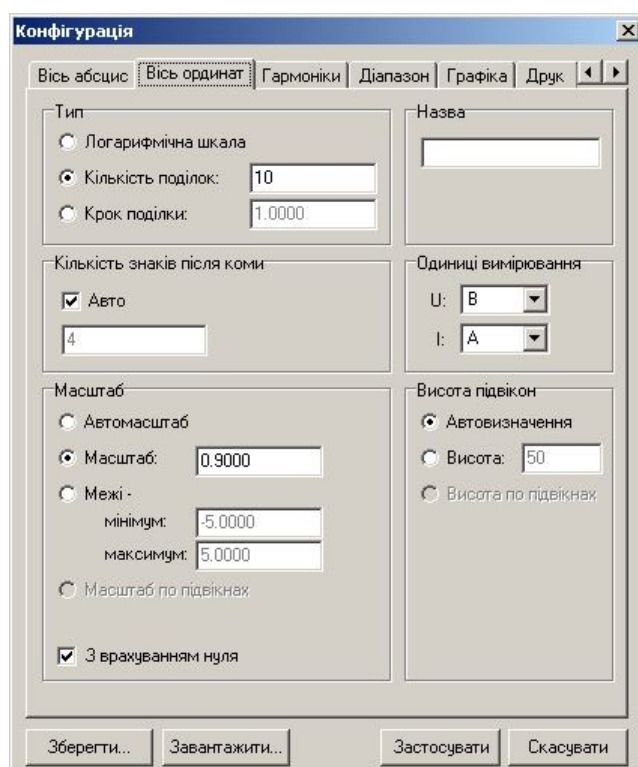 Конфігурація
Вісь абсцис Вісь ординат Гармоніки Діапазон Графіка Друк
Тип
Логарифмічна шкала
Кількість поділок: 10
Крок поділки: 1.0000
Назва
Кількість знаків після коми
Авто
4
Одиниці вимірювання
U: В
I: А
Масштаб
Автомасштаб
Масштаб: 0.9000
Межі -
мінімум: -5.0000
максимум: 5.0000
Масштаб по підвікнах
З врахуванням нуля
Висота підвікон
Автовизначення
Висота: 50
Висота по підвікнах
Зберегти... Завантажити... Застосувати Скасувати